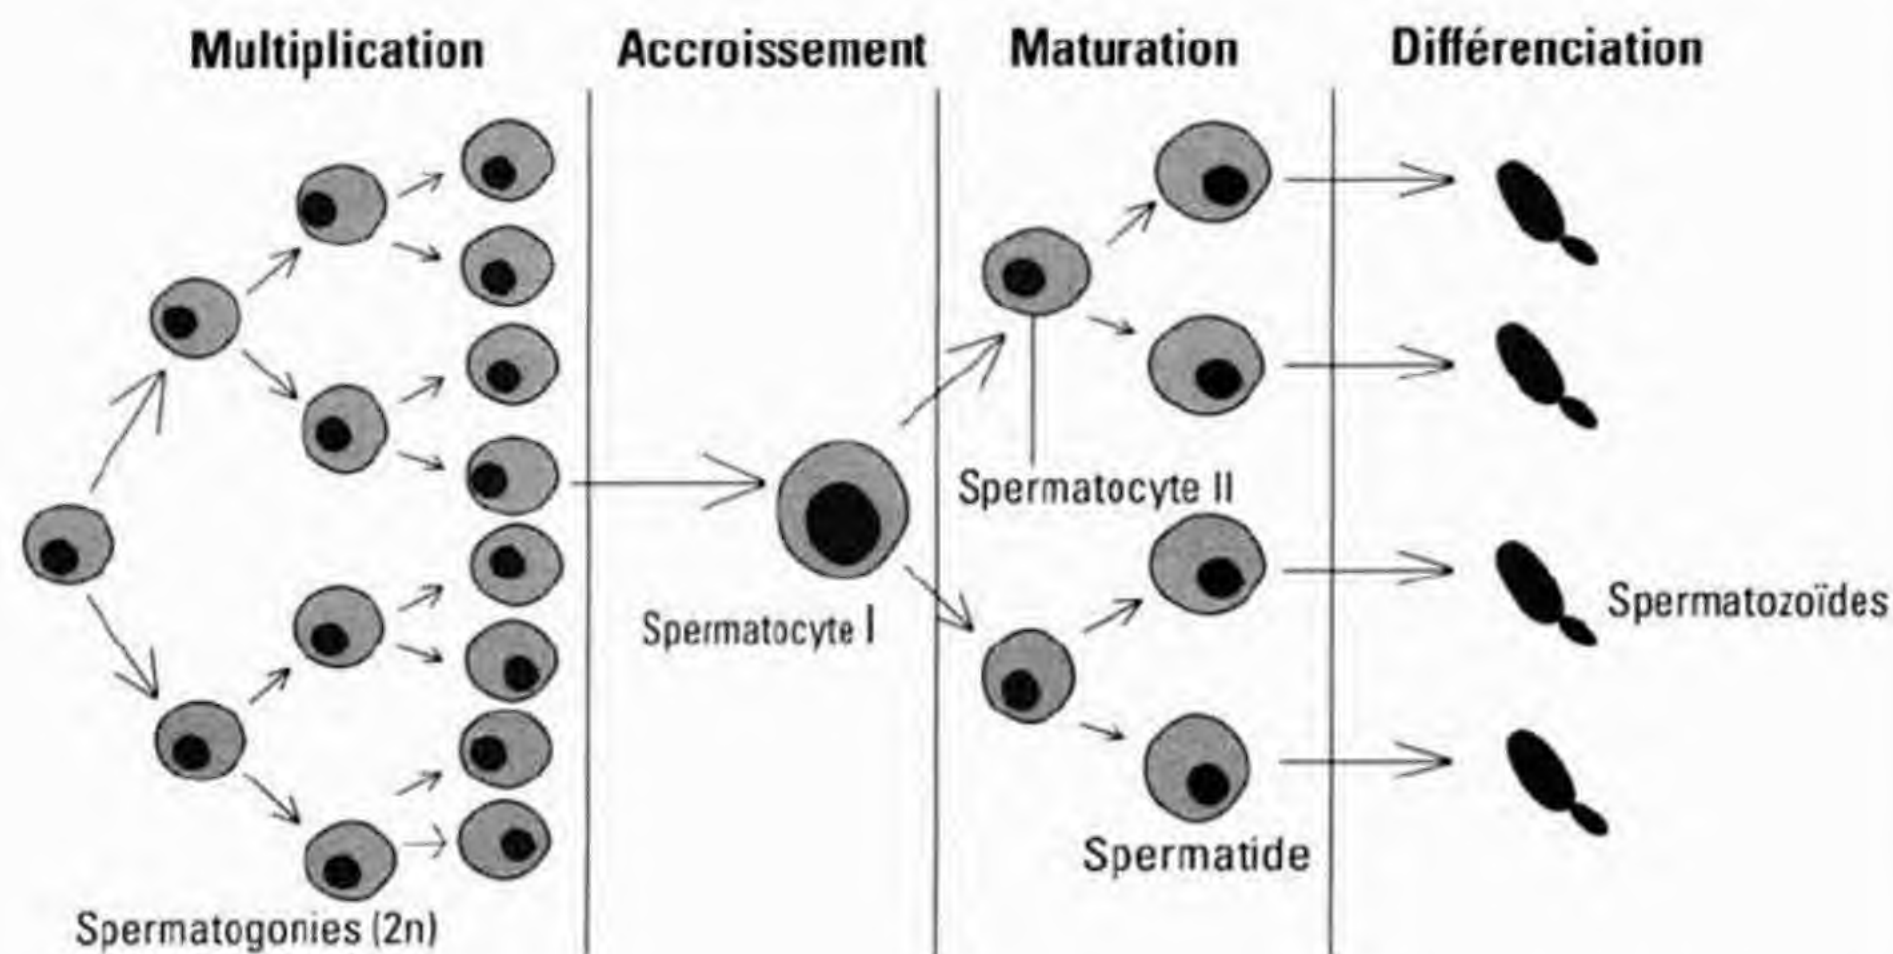 Multiplication
Accroissement
Maturation
Différenciation
Spermatocyte II
Spermatocyte I
Spermatozoïdes
Spermatide
Spermatogonies (2n)